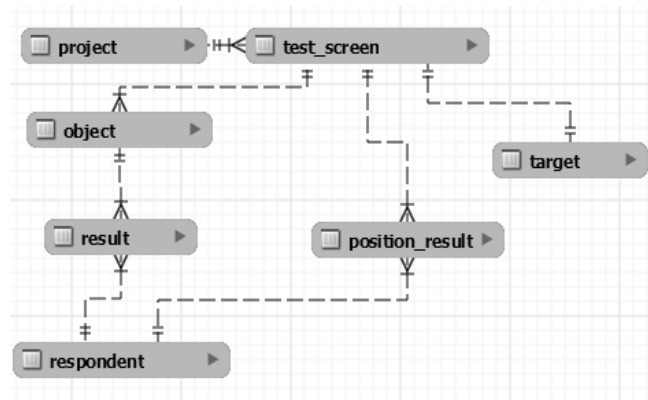 project
test_screen
object
target
result
position_result
respondent